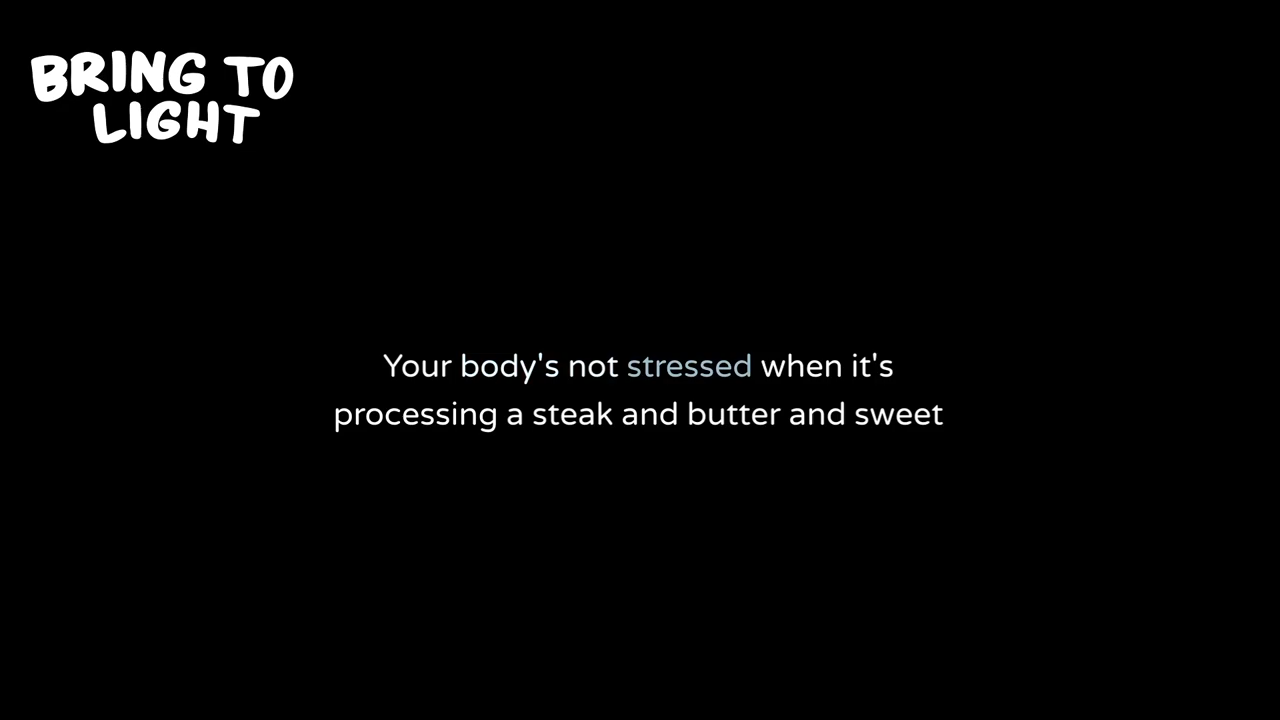 BRING TO
LIGHT
Your body's not stressed when it's
processing a steak and butter and sweet